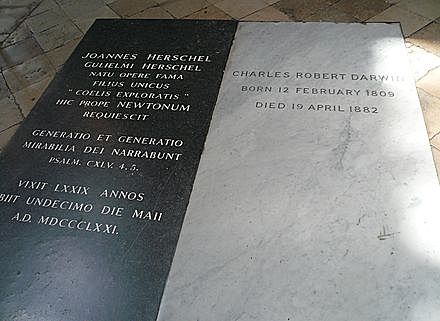 JOANNES HERSCHEL
GULIELMI HERSCHEL
NATU OPERE FAMA
FILIUS UNICUS
"COELIS EXPLORATIS"
HIC PROPE NEWTONUM
REQUIESCIT
GENERATIO ET GENERATIO
MIRABILIA DEI NARRABUNT
PSALM. CXLV. 4, 5.
VIXIT LXXIX ANNOS
OBIIT UNDECIMO DIE MAII
A.D. MDCCCLXXI.
CHARLES ROBERT DARWIN
BORN 12 FEBRUARY 1809
DIED 19 APRIL 1882